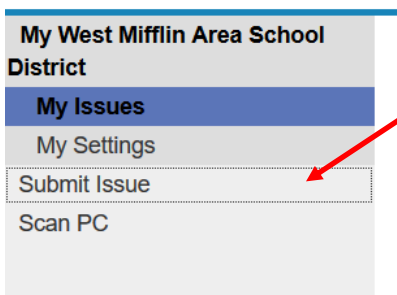 My West Mifflin Area School
District
My Issues
My Settings
Submit Issue
Scan PC